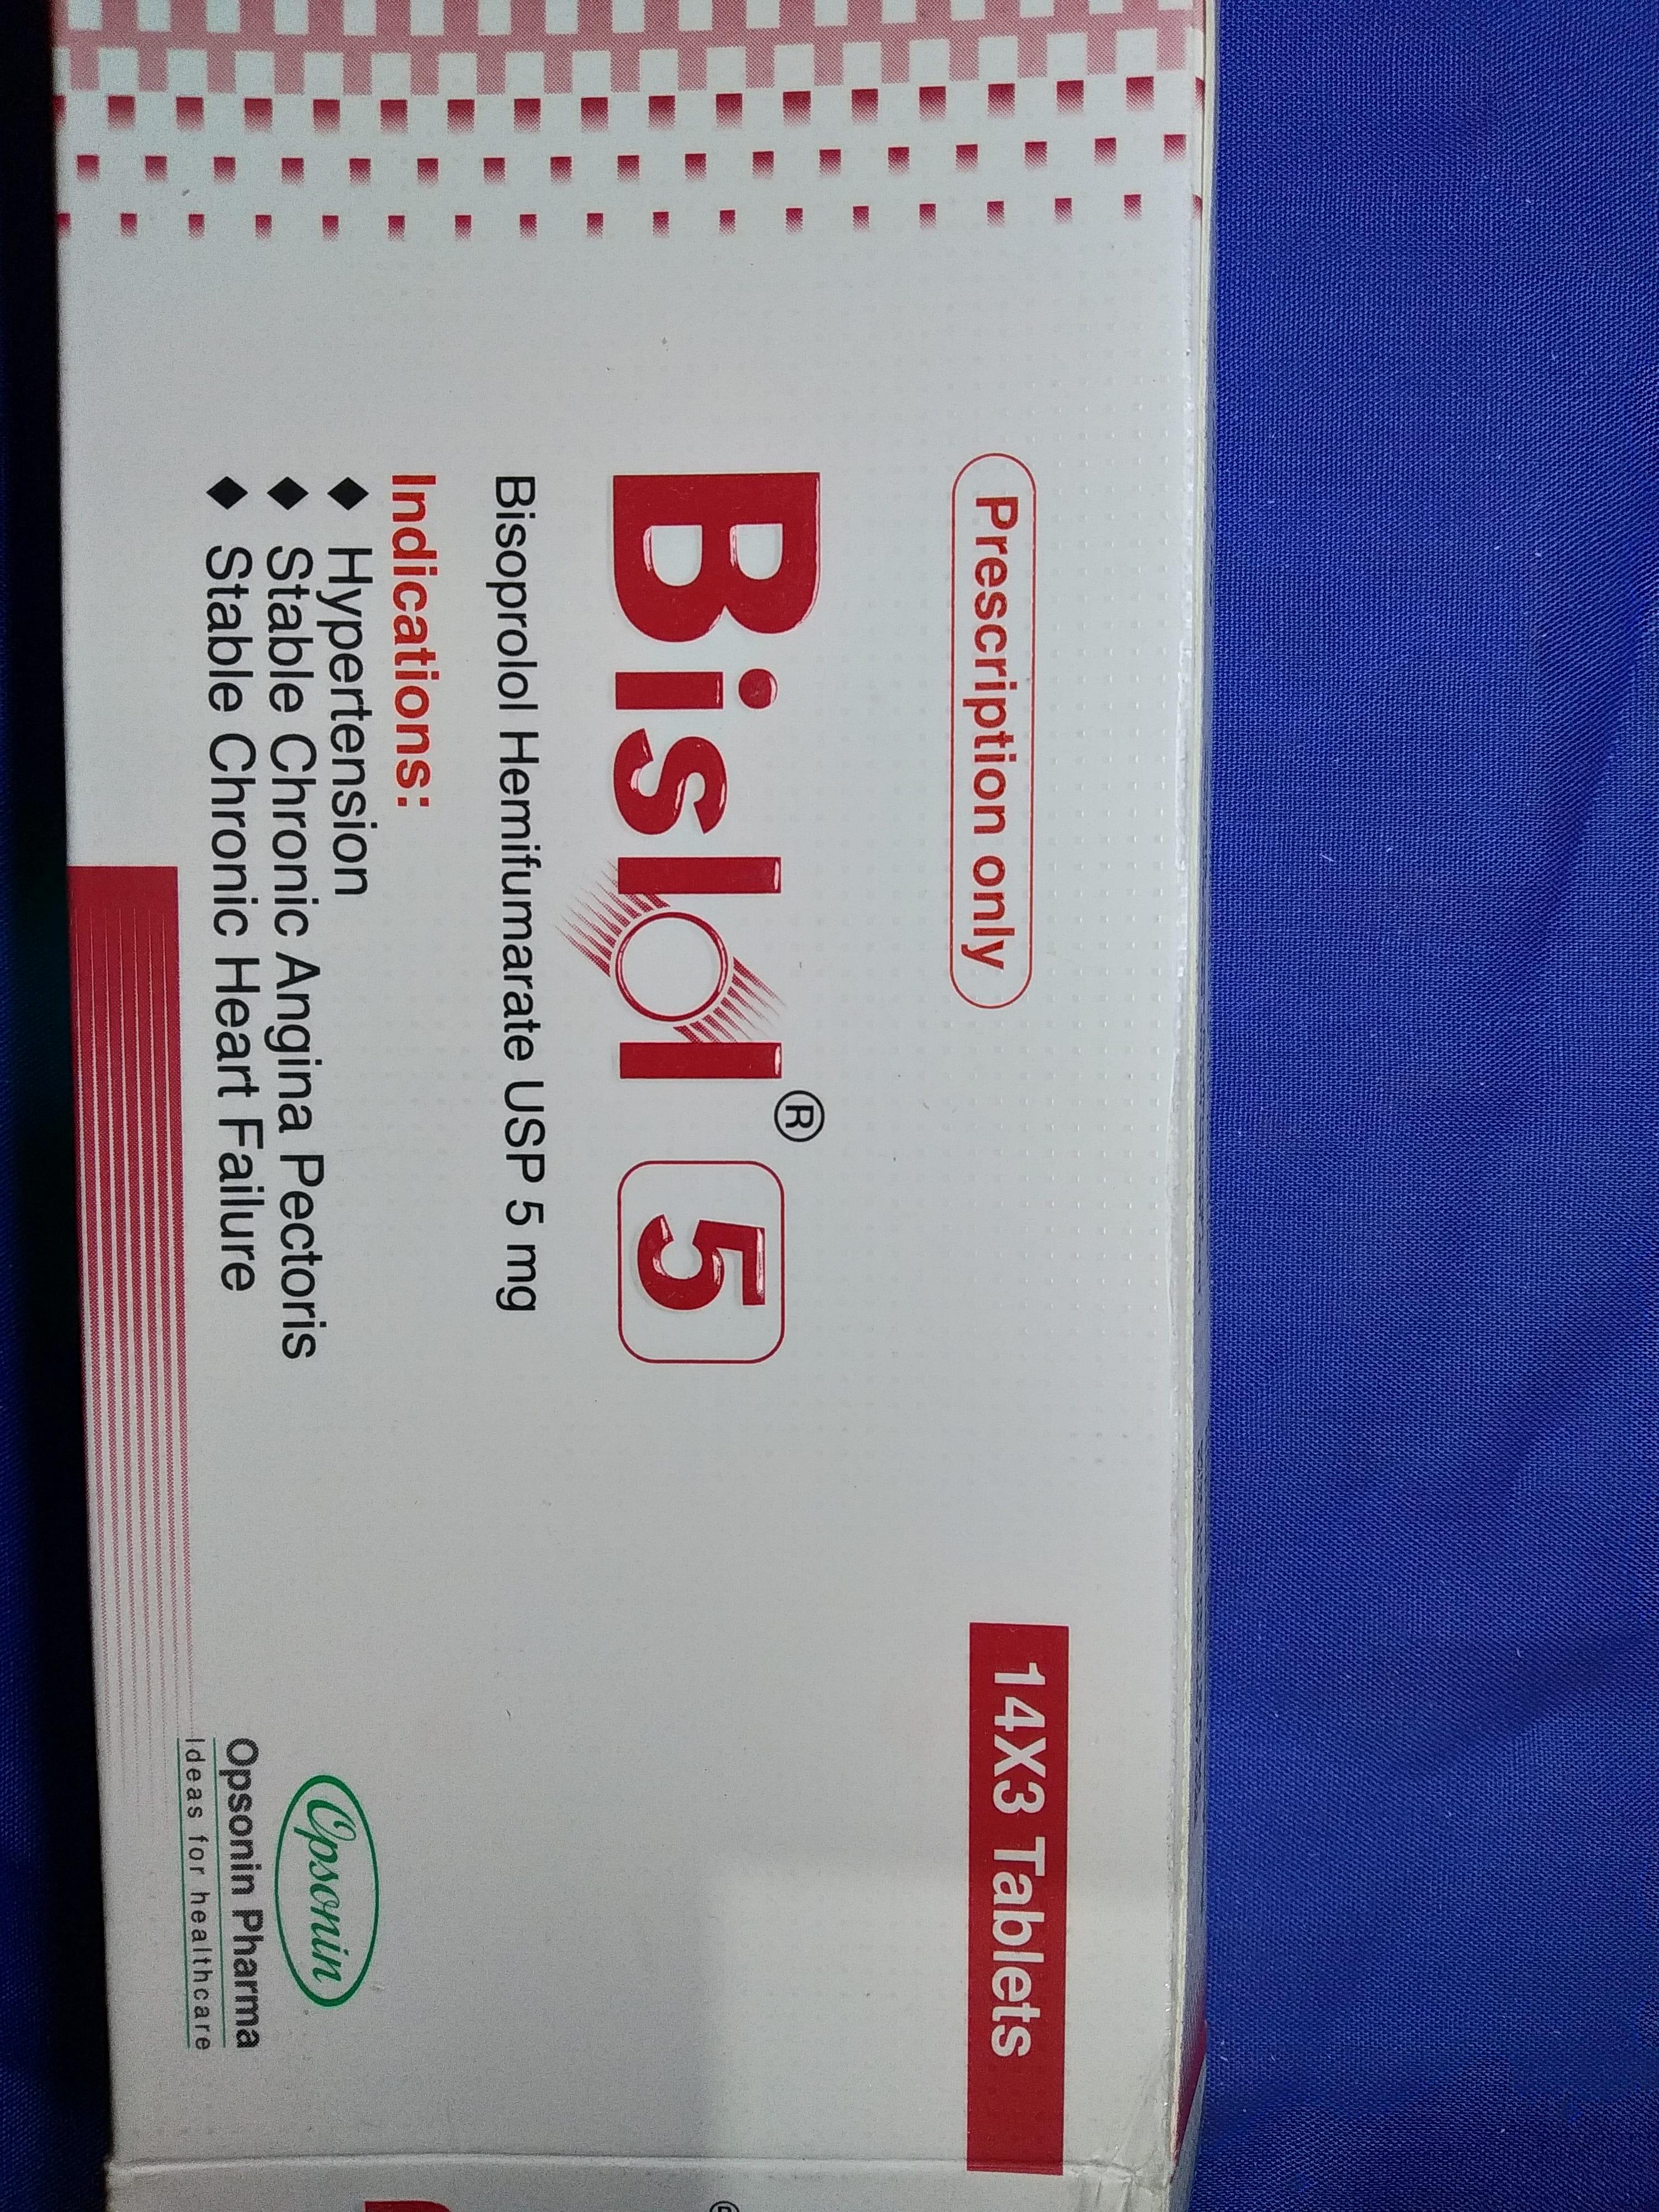 Prescription only
14X3 Tablets
Bislol® 5
Bisoprolol Hemifumarate USP 5 mg
Indications:
♦ Hypertension
♦ Stable Chronic Angina Pectoris
♦ Stable Chronic Heart Failure
Opsonin
Opsonin Pharma
Ideas for healthcare